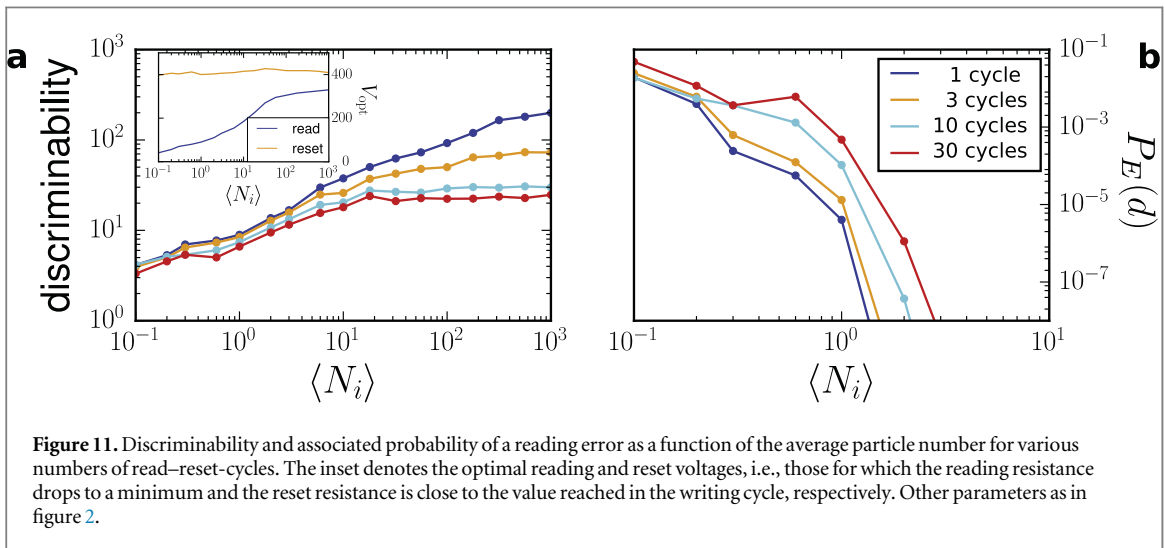 a
b
discriminability
10^3
10^2
10^1
10^0
10^-1
10^0
10^1
10^2
10^3
⟨N_i⟩
400
200
0
V_opt
read
reset
10^-1
10^0
10^1
10^2
10^3
⟨N_i⟩
1 cycle
3 cycles
10 cycles
30 cycles
10^-1
10^-3
10^-5
10^-7
P_E(d)
10^-1
10^0
10^1
⟨N_i⟩
Figure 11. Discriminability and associated probability of a reading error as a function of the average particle number for various
numbers of read–reset-cycles. The inset denotes the optimal reading and reset voltages, i.e., those for which the reading resistance
drops to a minimum and the reset resistance is close to the value reached in the writing cycle, respectively. Other parameters as in
figure 2.